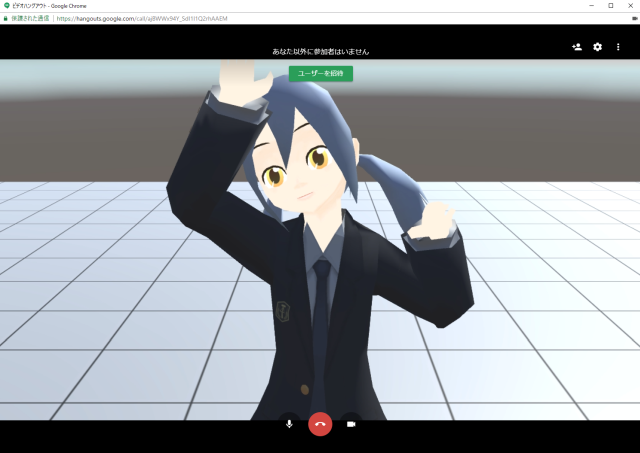 ビデオハングアウト - Google Chrome
保護された通信 | https://hangouts.google.com/call/
あなた以外に参加者はいません
ユーザーを招待